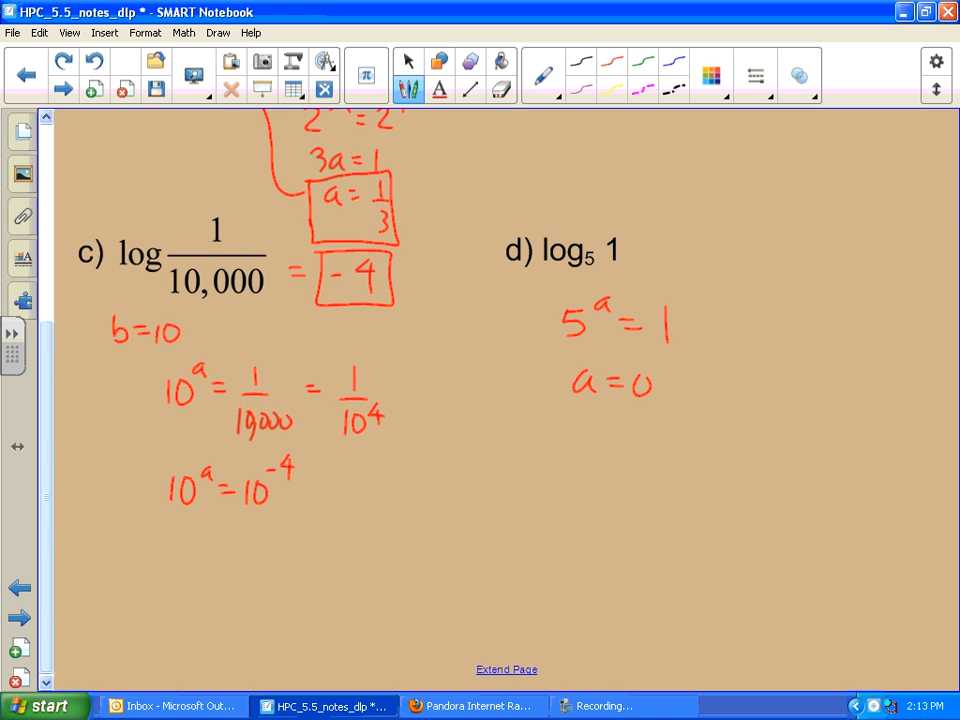 HPC_5.5_notes_dlp * - SMART Notebook
File Edit View Insert Format Math Draw Help
3a = 1
a = 1/3
c) log 1/10,000 = -4
b = 10
10^a = 1/10,000 = 1/10^4
10^a = 10^-4
d) log₅ 1
5^a = 1
a = 0
Extend Page
start
Inbox - Microsoft Out...
HPC_5.5_notes_dlp *...
Pandora Internet Ra...
Recording...
2:13 PM